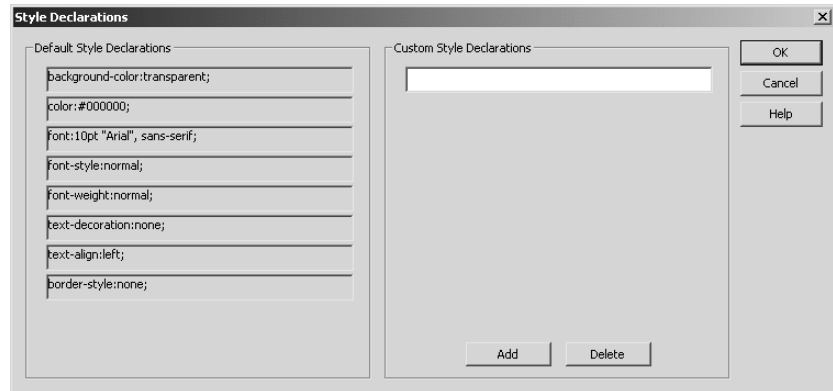 Style Declarations
Default Style Declarations
background-color:transparent;
color:#000000;
font:10pt "Arial", sans-serif;
font-style:normal;
font-weight:normal;
text-decoration:none;
text-align:left;
border-style:none;
Custom Style Declarations
Add
Delete
OK
Cancel
Help